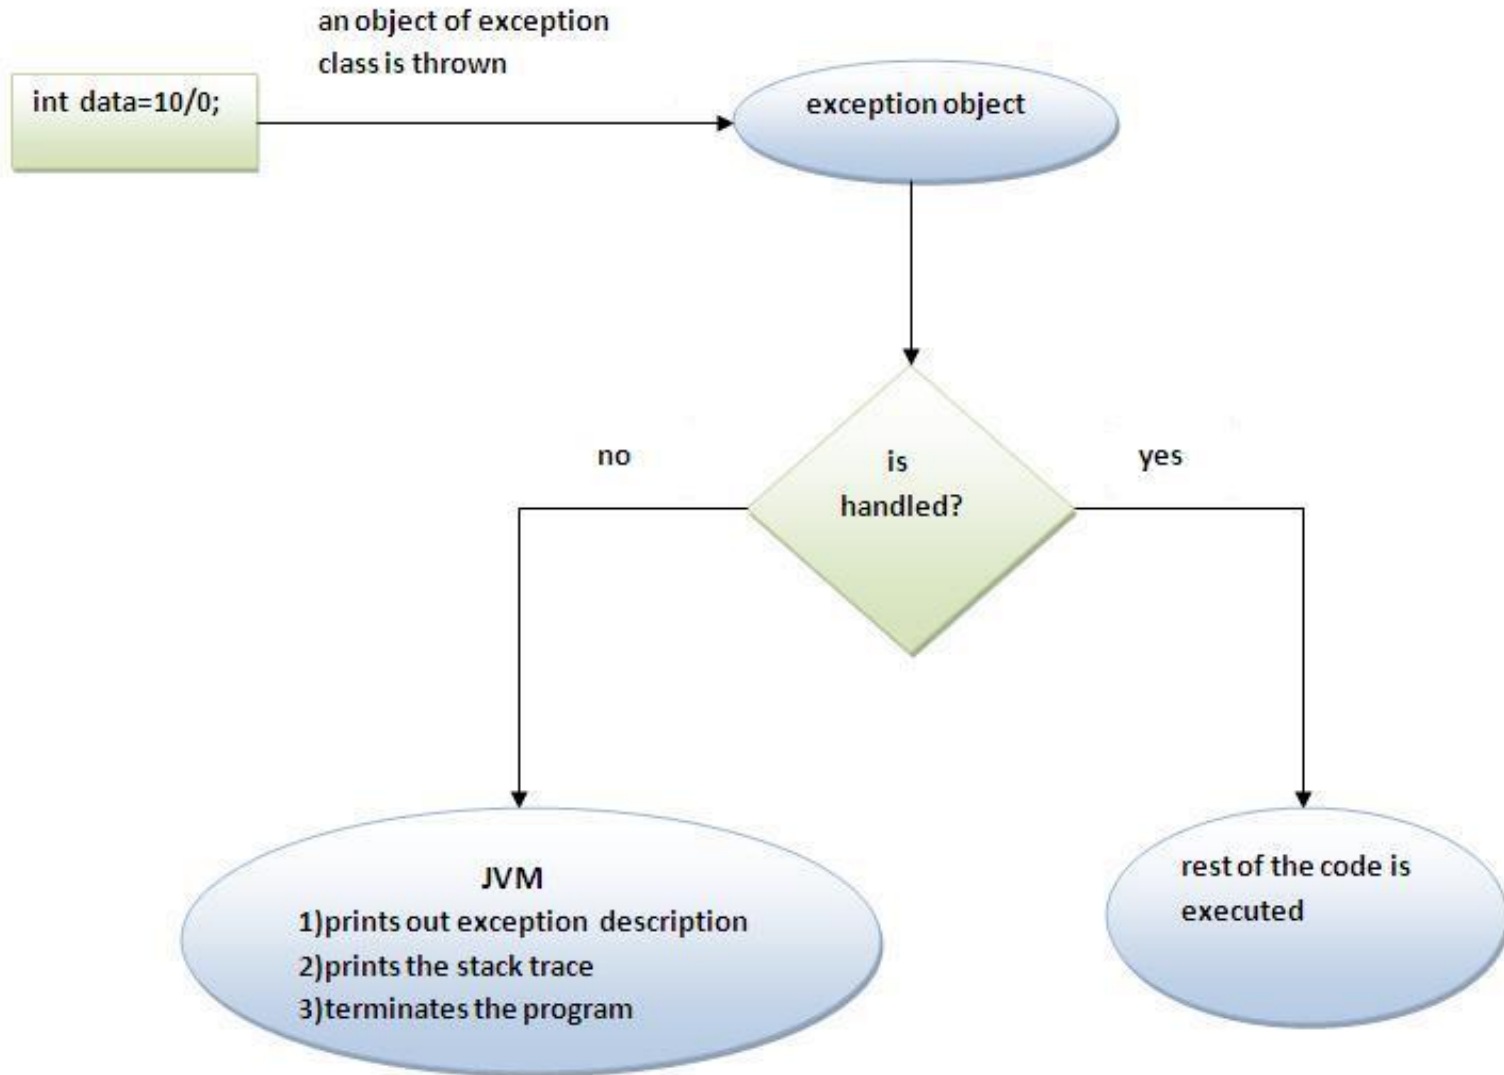 an object of exception
class is thrown
int data=10/0;
exception object
no
is
handled?
yes
JVM
1)prints out exception description
2)prints the stack trace
3)terminates the program
rest of the code is
executed